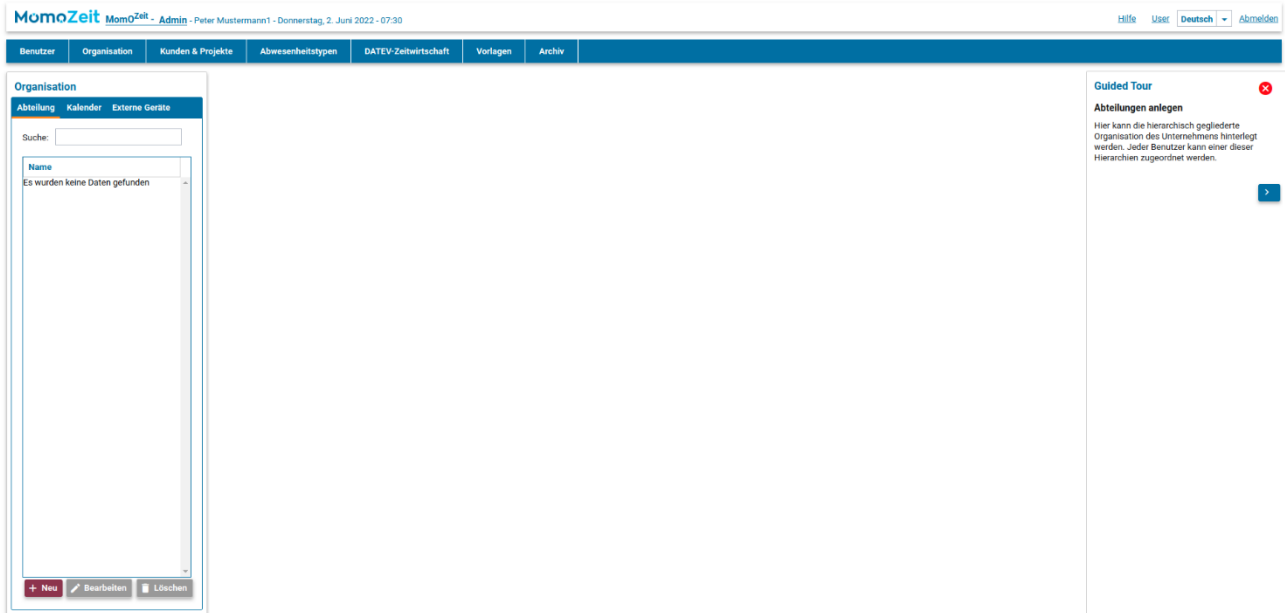 MomoZeit MomO^Zeit - Admin - Peter Mustermann1 - Donnerstag, 2. Juni 2022 - 07:30
Hilfe User Deutsch Abmelden
Benutzer Organisation Kunden & Projekte Abwesenheitstypen DATEV-Zeitwirtschaft Vorlagen Archiv
Organisation
Abteilung Kalender Externe Geräte
Suche:
Name
Es wurden keine Daten gefunden
+ Neu Bearbeiten Löschen
Guided Tour
Abteilungen anlegen
Hier kann die hierarchisch gegliederte
Organisation des Unternehmens hinterlegt
werden. Jeder Benutzer kann einer dieser
Hierarchien zugeordnet werden.